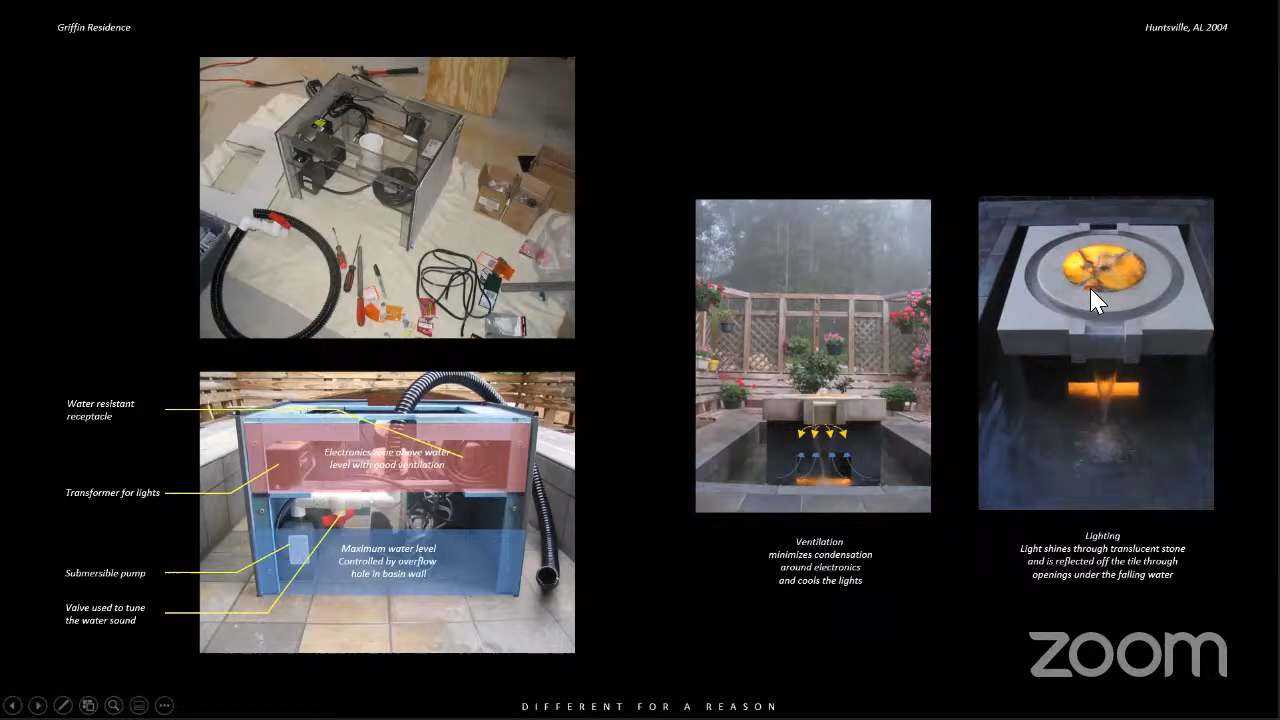 Griffin Residence
Huntsville, AL 2004
Water resistant
receptacle
Electronics zone above water
level with good ventilation
Transformer for lights
Maximum water level
Controlled by overflow
hole in basin wall
Submersible pump
Valve used to tune
the water sound
Ventilation
minimizes condensation
around electronics
and cools the lights
Lighting
Light shines through translucent stone
and is reflected off the tile through
openings under the falling water
zoom
DIFFERENT FOR A REASON